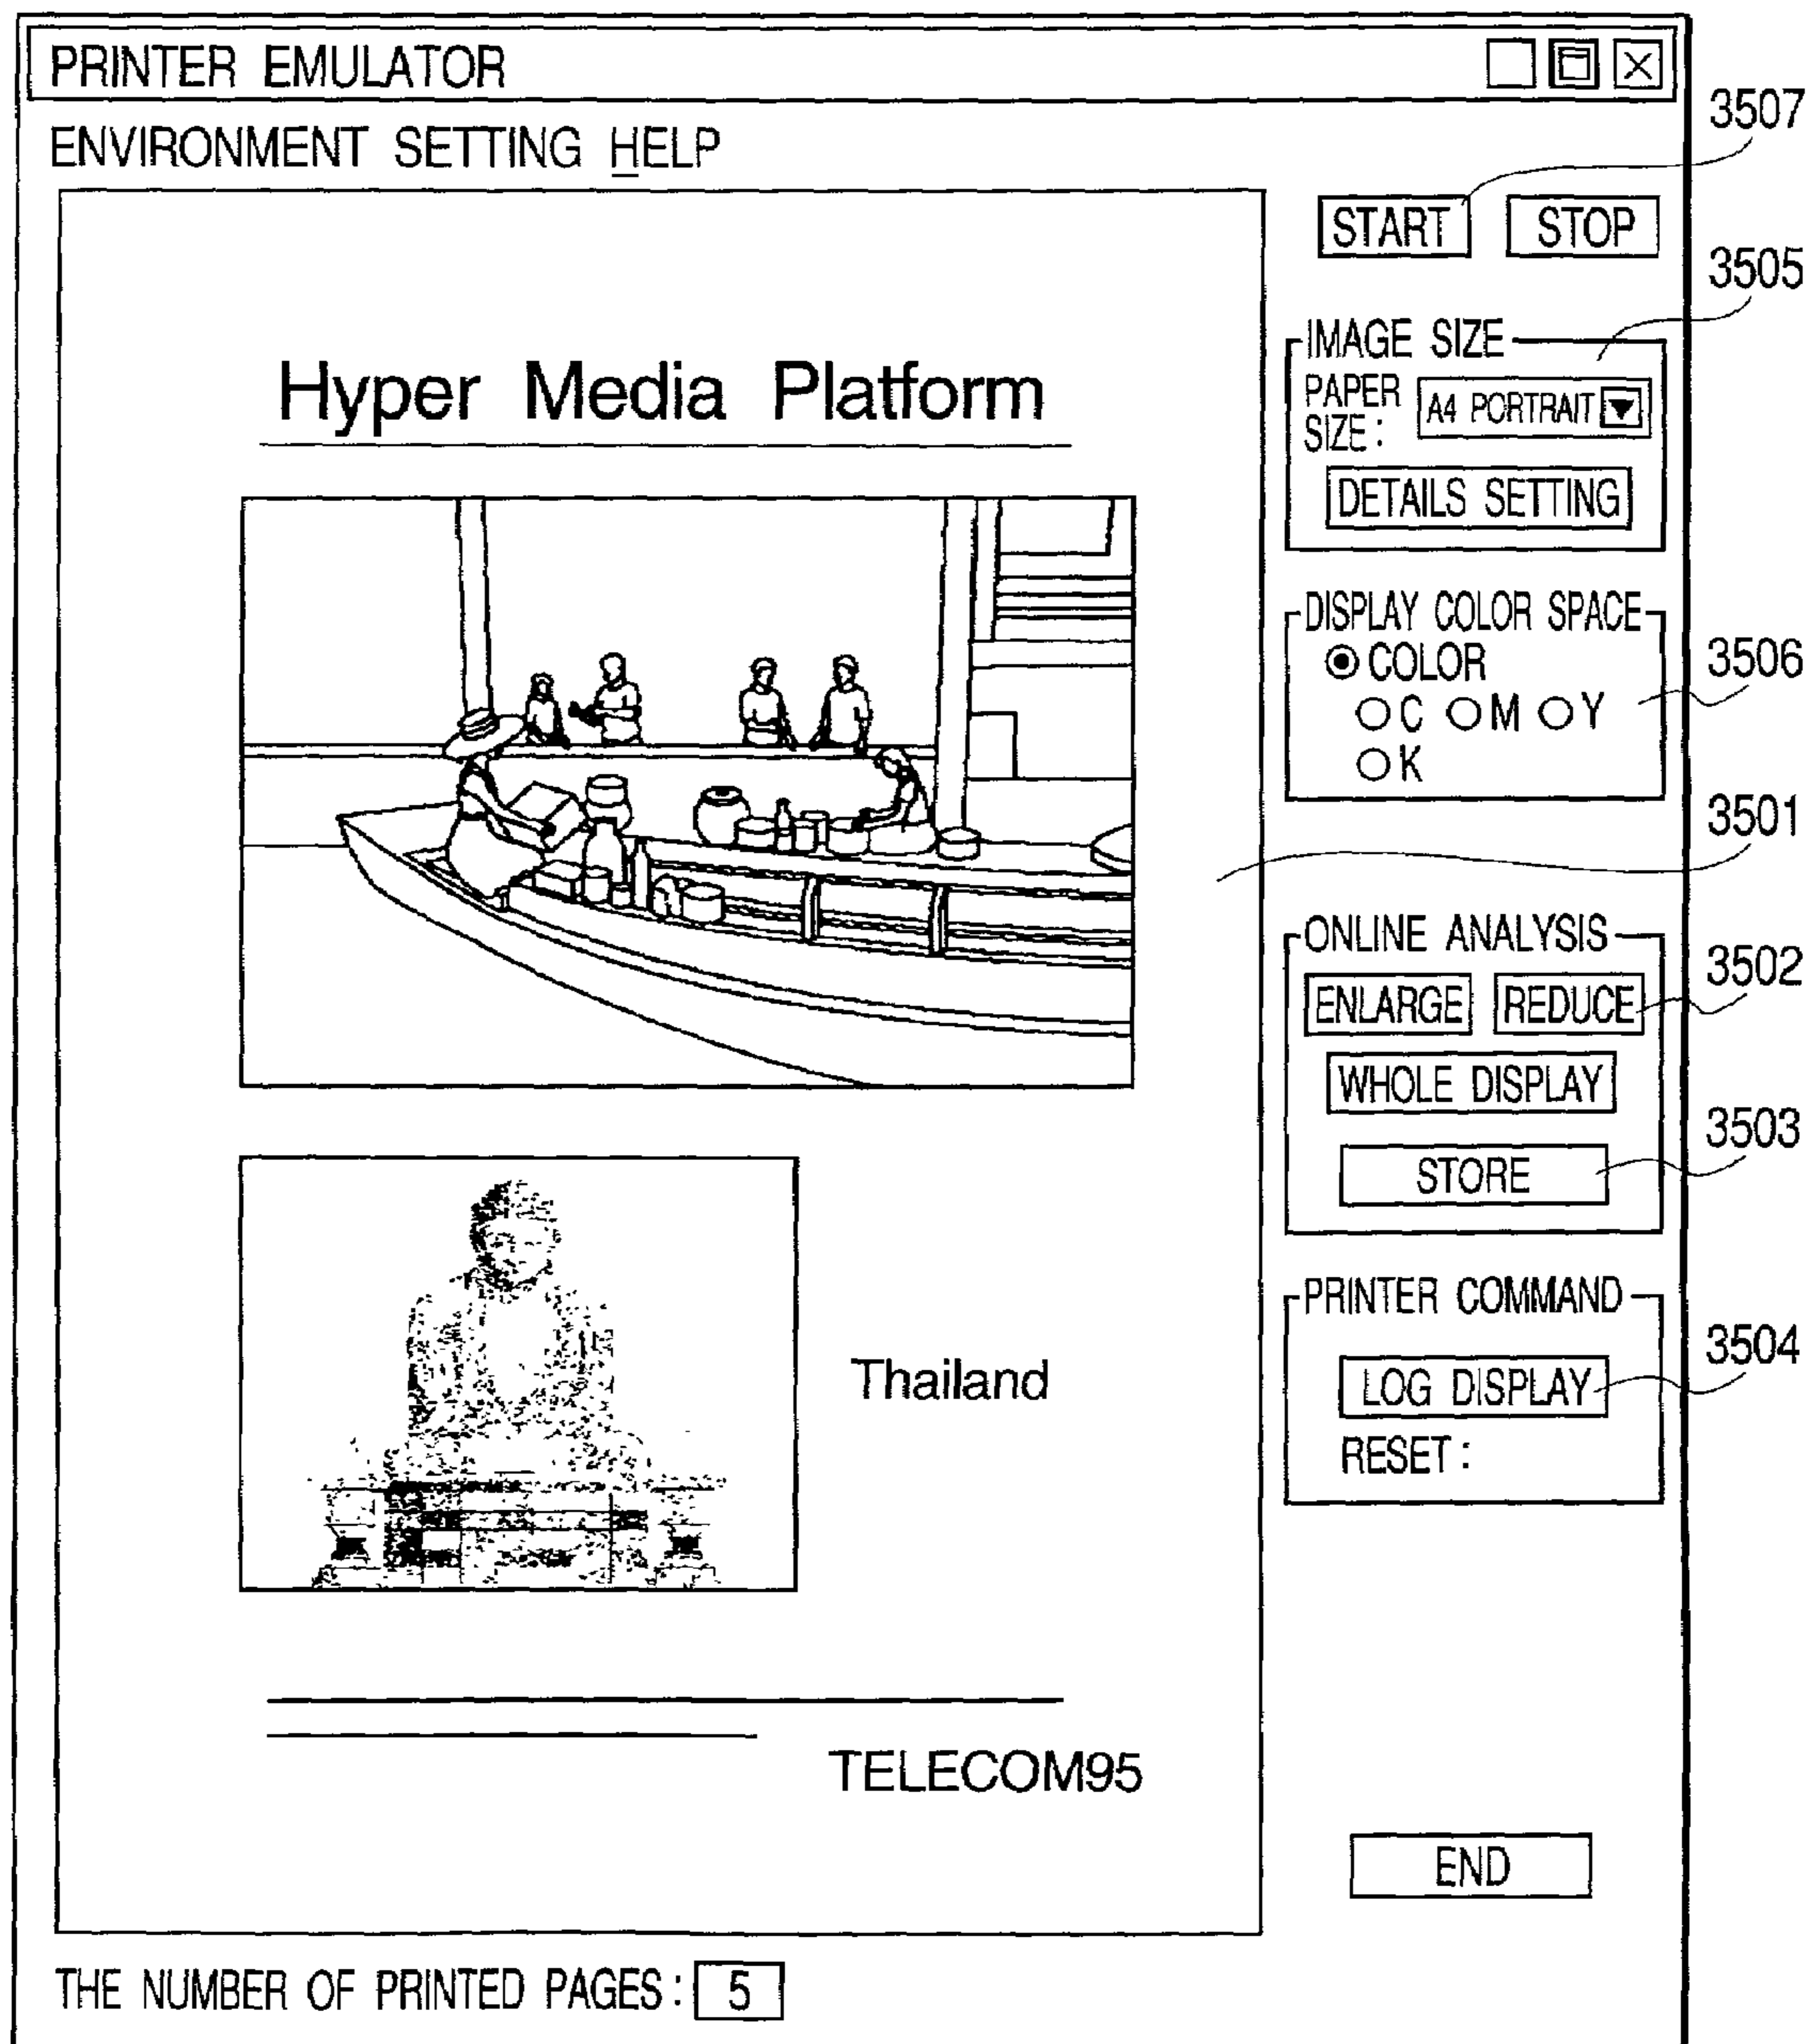 PRINTER EMULATOR
ENVIRONMENT SETTING HELP
Hyper Media Platform
Thailand
TELECOM95
THE NUMBER OF PRINTED PAGES: 5
START STOP
IMAGE SIZE
PAPER SIZE: A4 PORTRAIT
DETAILS SETTING
DISPLAY COLOR SPACE
COLOR
C M Y
K
ONLINE ANALYSIS
ENLARGE REDUCE
WHOLE DISPLAY
STORE
PRINTER COMMAND
LOG DISPLAY
RESET:
END
3507
3505
3506
3501
3502
3503
3504